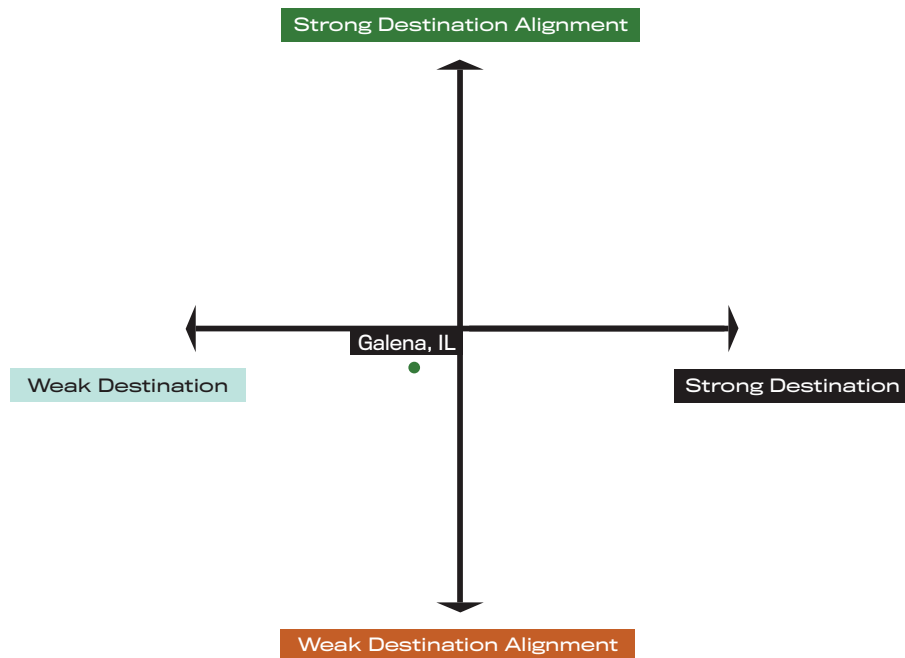 Strong Destination Alignment
Galena, IL
Weak Destination
Strong Destination
Weak Destination Alignment